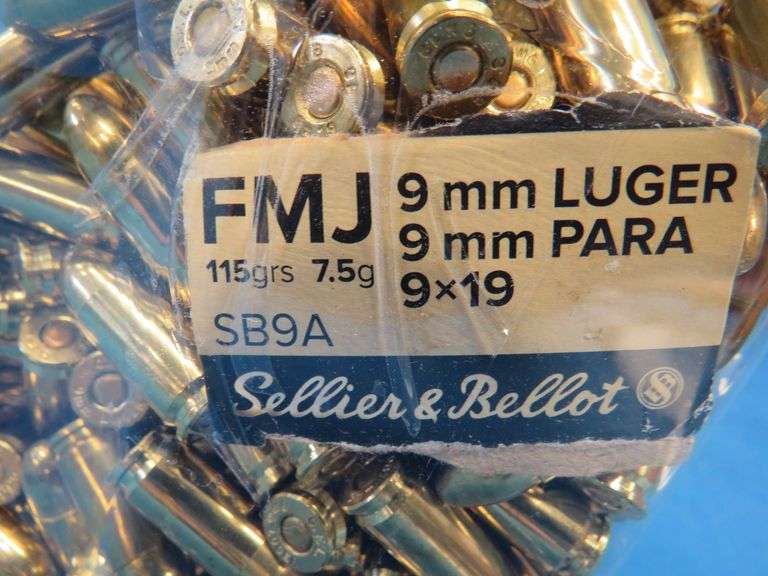 FMJ
115grs 7.5g
SB9A
9 mm LUGER
9 mm PARA
9×19
Sellier & Bellot